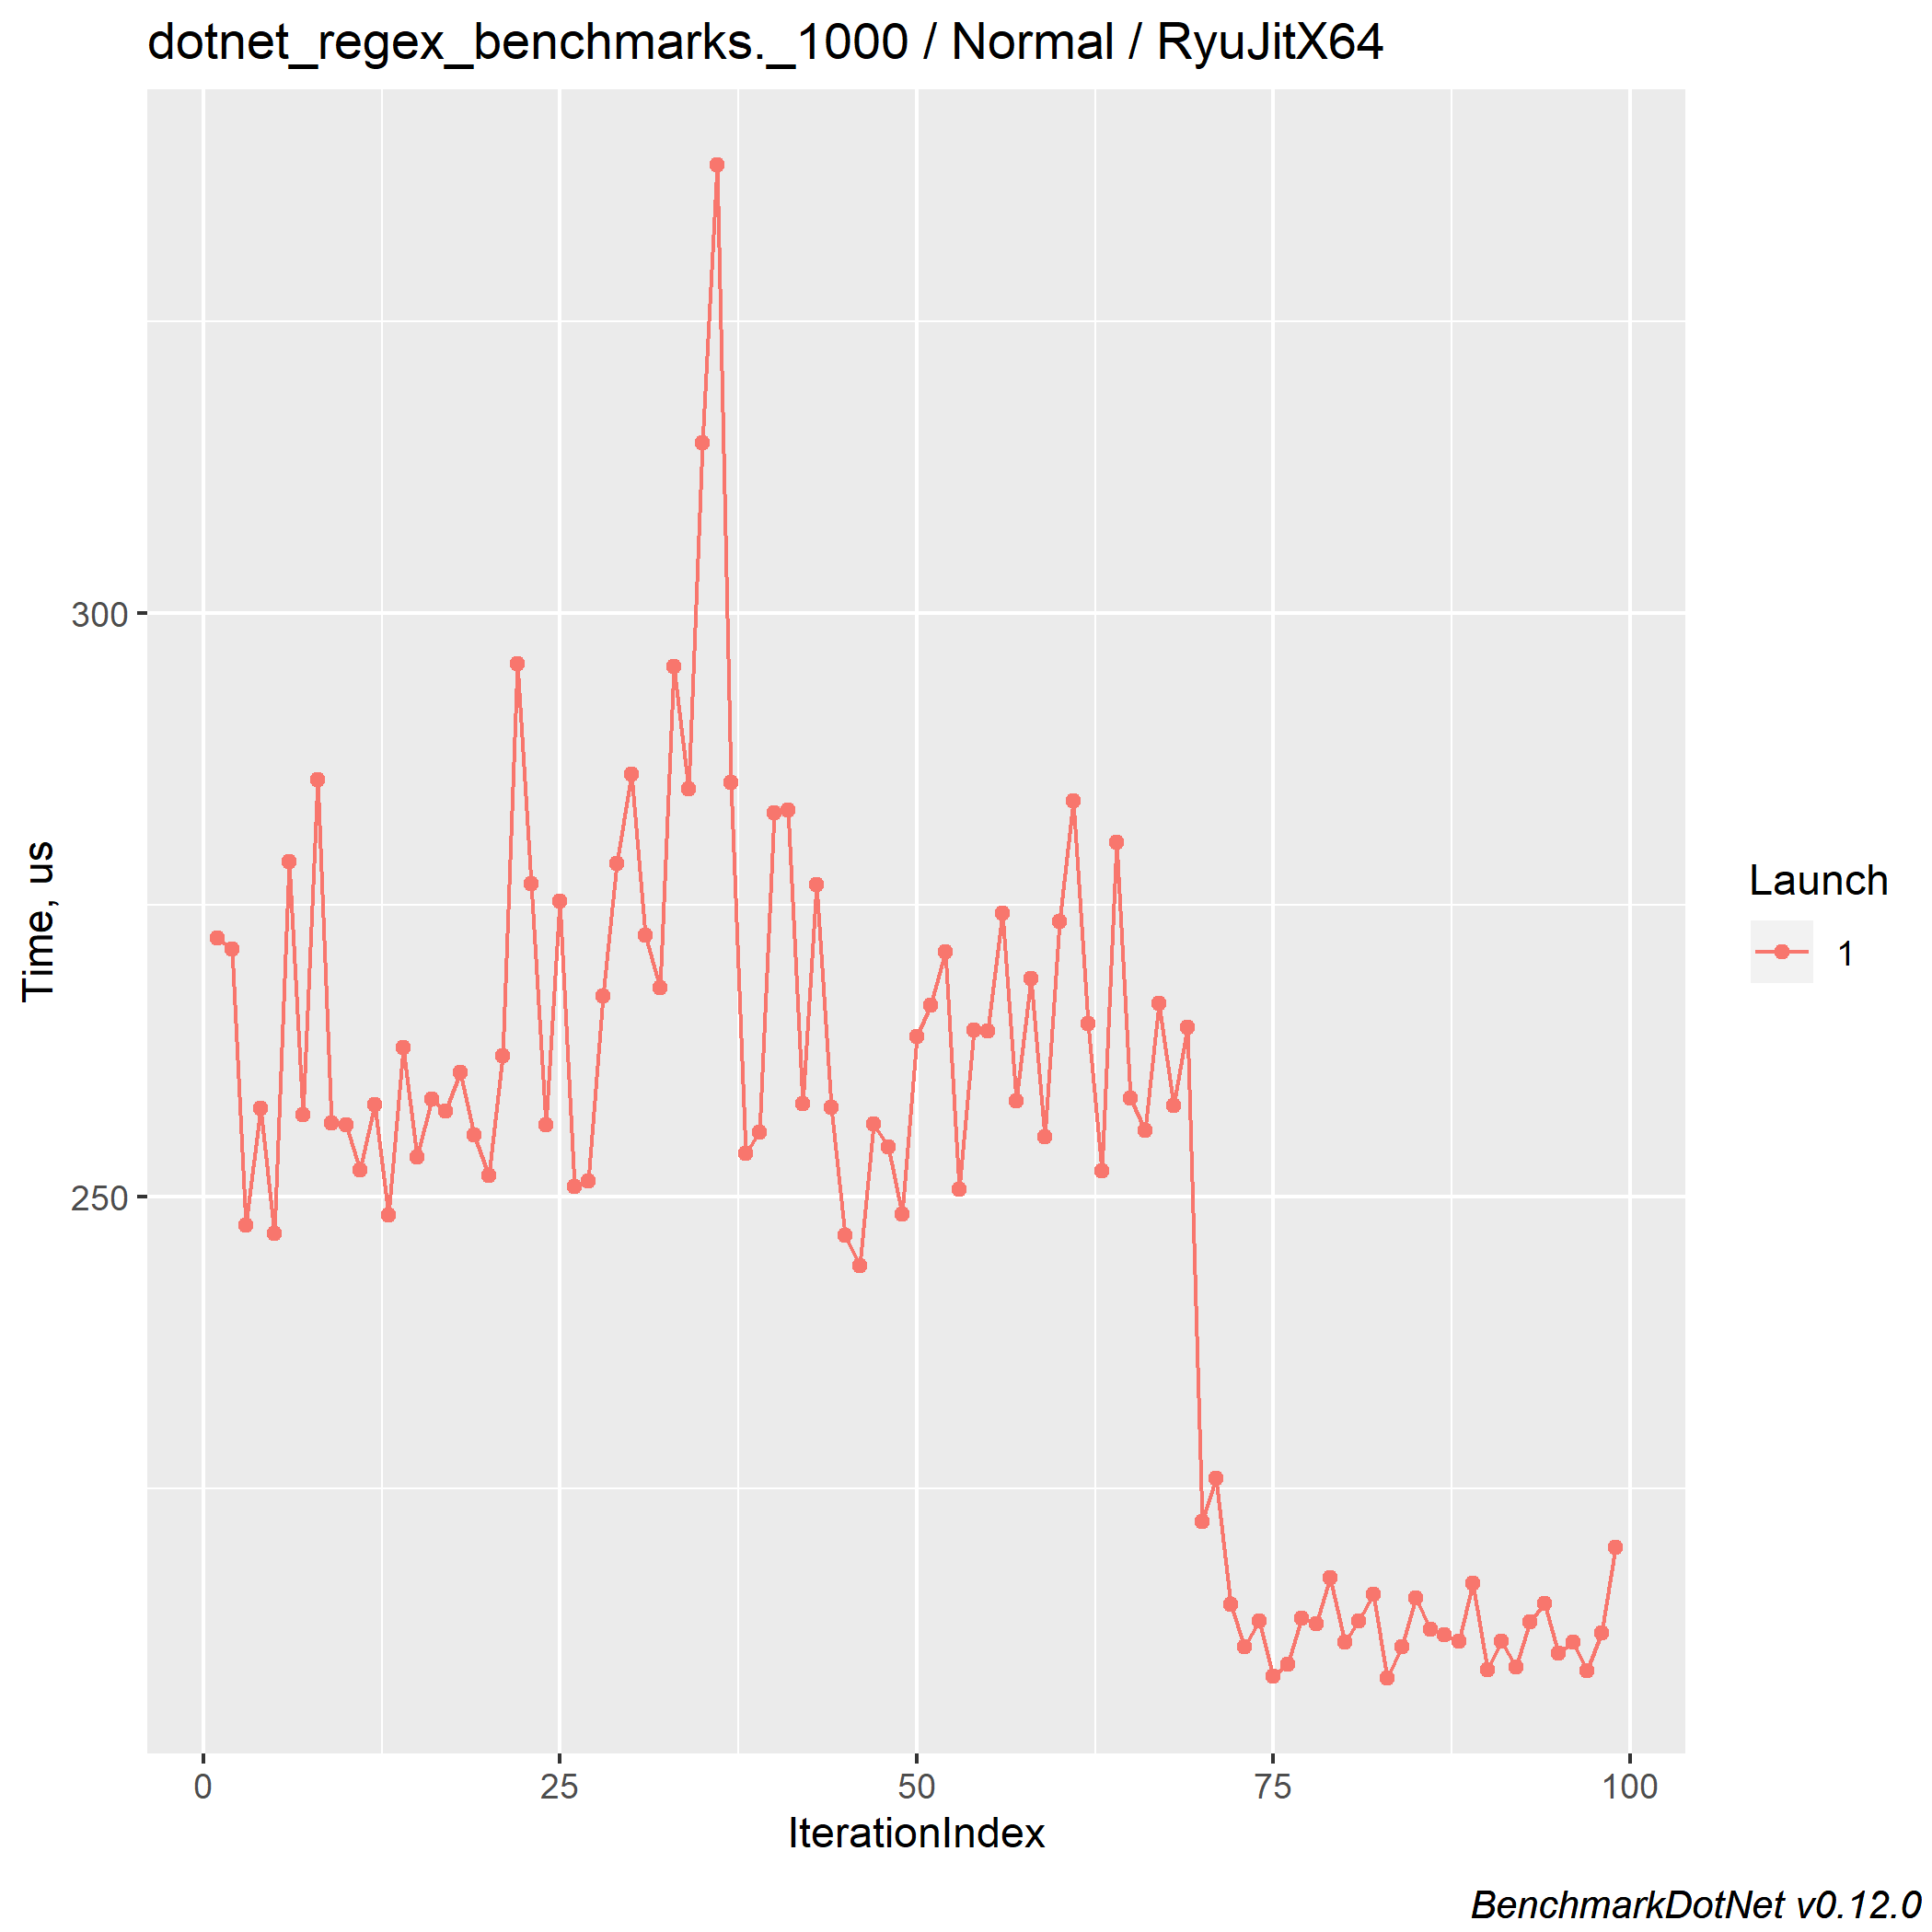 dotnet_regex_benchmarks._1000 / Normal / RyuJitX64
Time, us
300
250
0 25 50 75 100
IterationIndex
Launch
1
BenchmarkDotNet v0.12.0